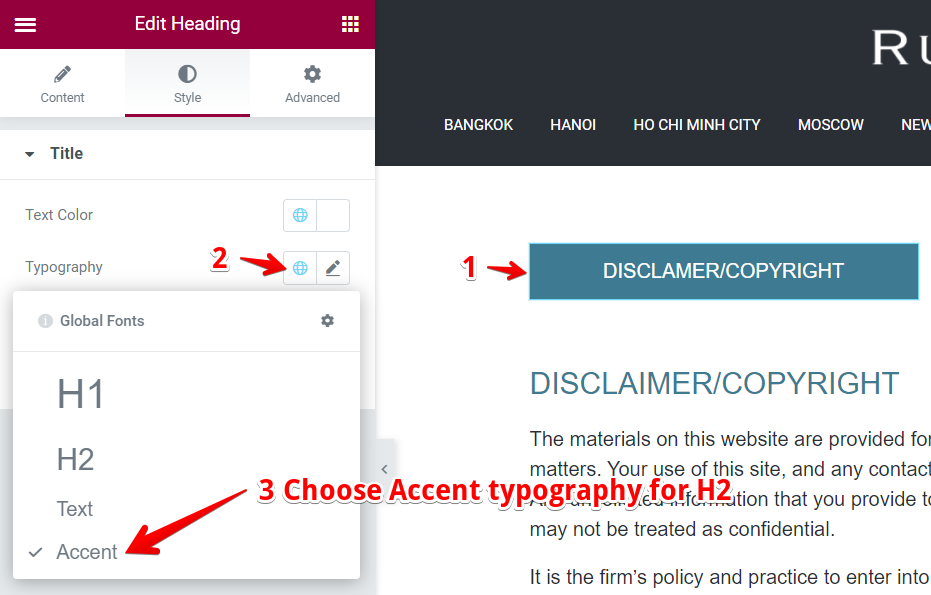 Edit Heading
Content
Style
Advanced
Title
Text Color
Typography
2
Global Fonts
H1
H2
Text
Accent
3 Choose Accent typography for H2
BANGKOK HANOI HO CHI MINH CITY MOSCOW NEW
1
DISCLAMER/COPYRIGHT
DISCLAIMER/COPYRIGHT
The materials on this website are provided for
matters. Your use of this site, and any contact
information that you provide to
may not be treated as confidential.
It is the firm's policy and practice to enter into